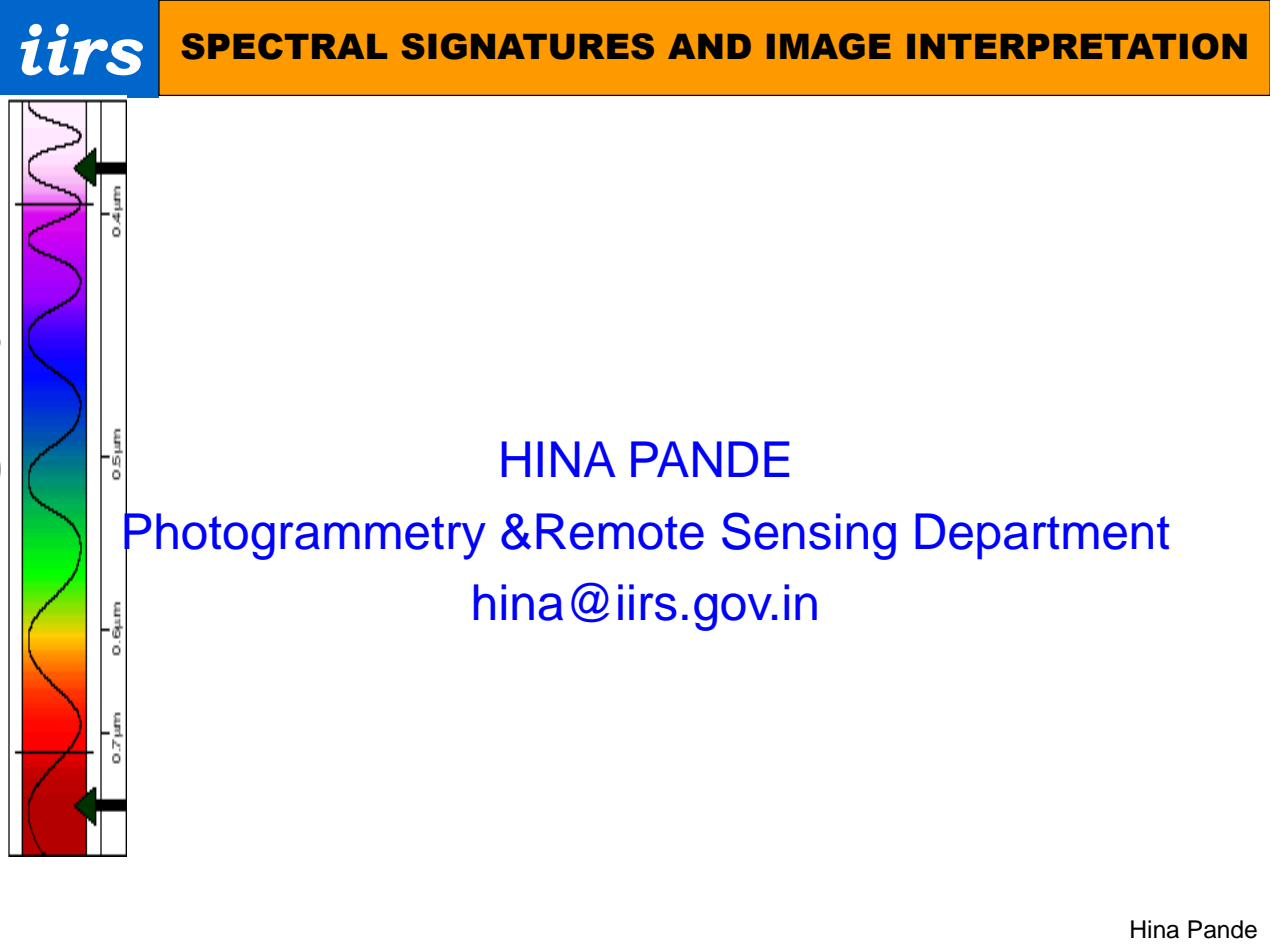 iirs
SPECTRAL SIGNATURES AND IMAGE INTERPRETATION
0.4µm
0.5µm
0.6µm
0.7µm
HINA PANDE
Photogrammetry &Remote Sensing Department
hina@iirs.gov.in
Hina Pande